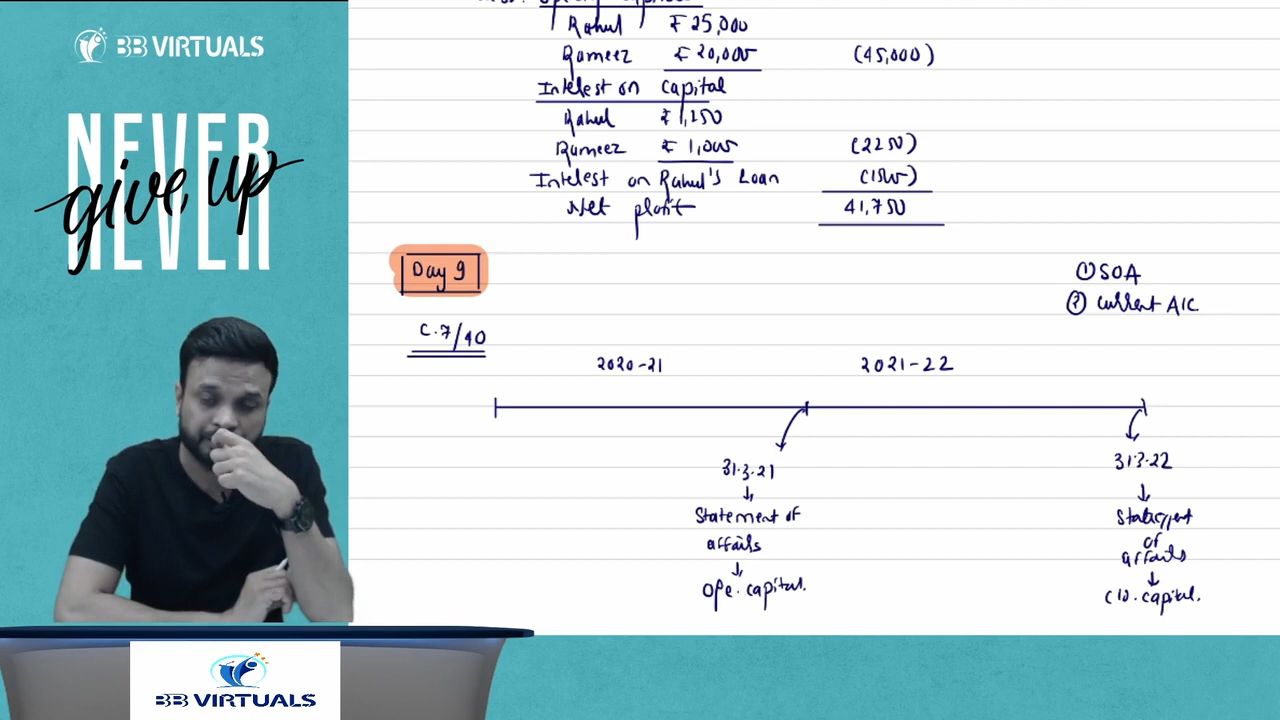 BB VIRTUALS
NEVER
give up
NEVER
Rahul ₹ 25,000
Rameez ₹ 20,000 (45,000)
Interest on capital
Rahul ₹ 1,250
Rameez ₹ 1,000 (2250)
Interest on Rahul's Loan (1500)
Net profit 41,750
Day 9
① SOA
② current A/C
C.7/40
2020-21 2021-22
31.3.21 31.3.22
↓ ↓
Statement of affairs
↓
Ope. capital.
Statement of affairs
↓
Clo. capital.
BB VIRTUALS